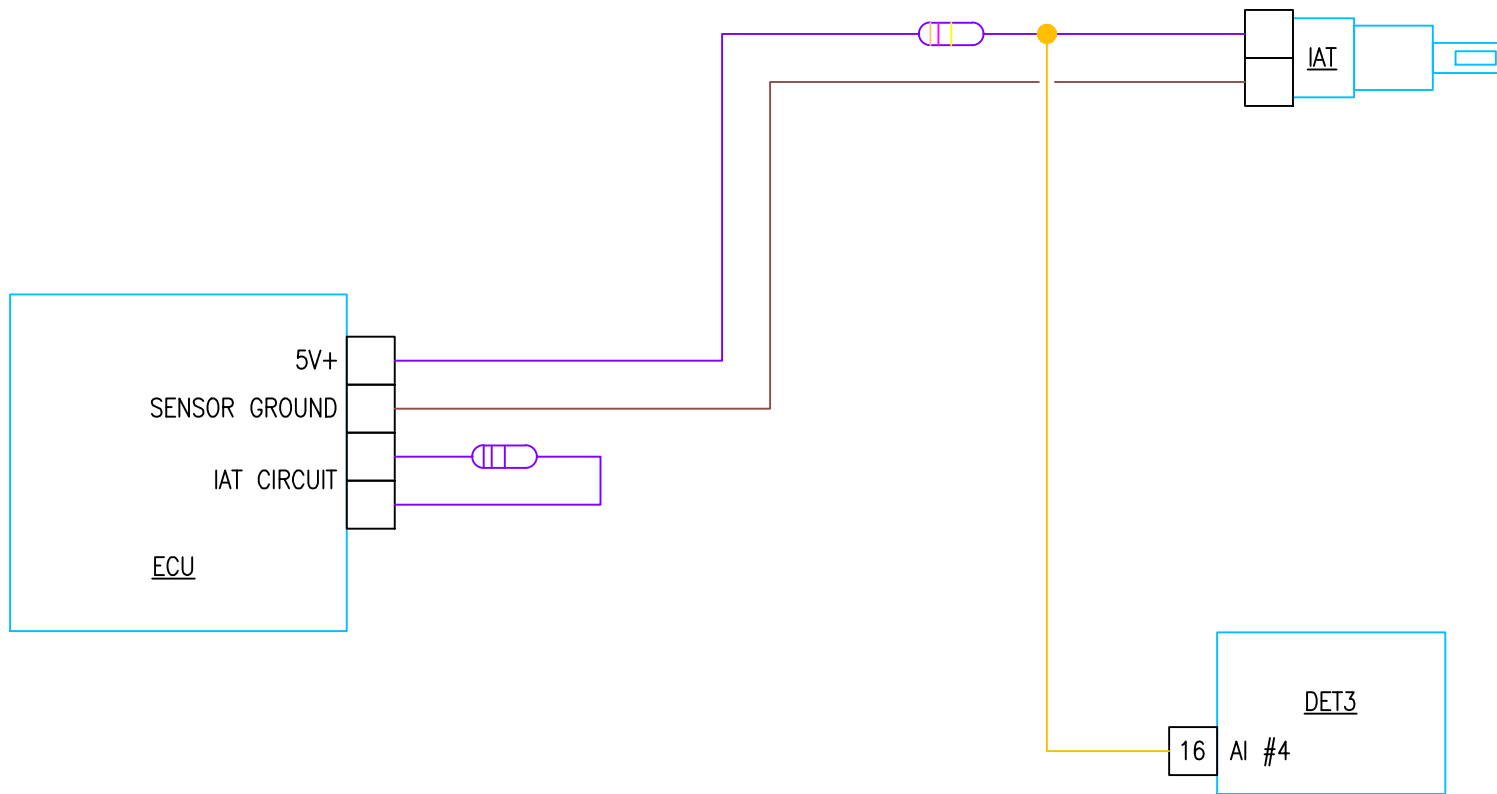 IAT
5V+
SENSOR GROUND
IAT CIRCUIT
ECU
DET3
16 AI #4